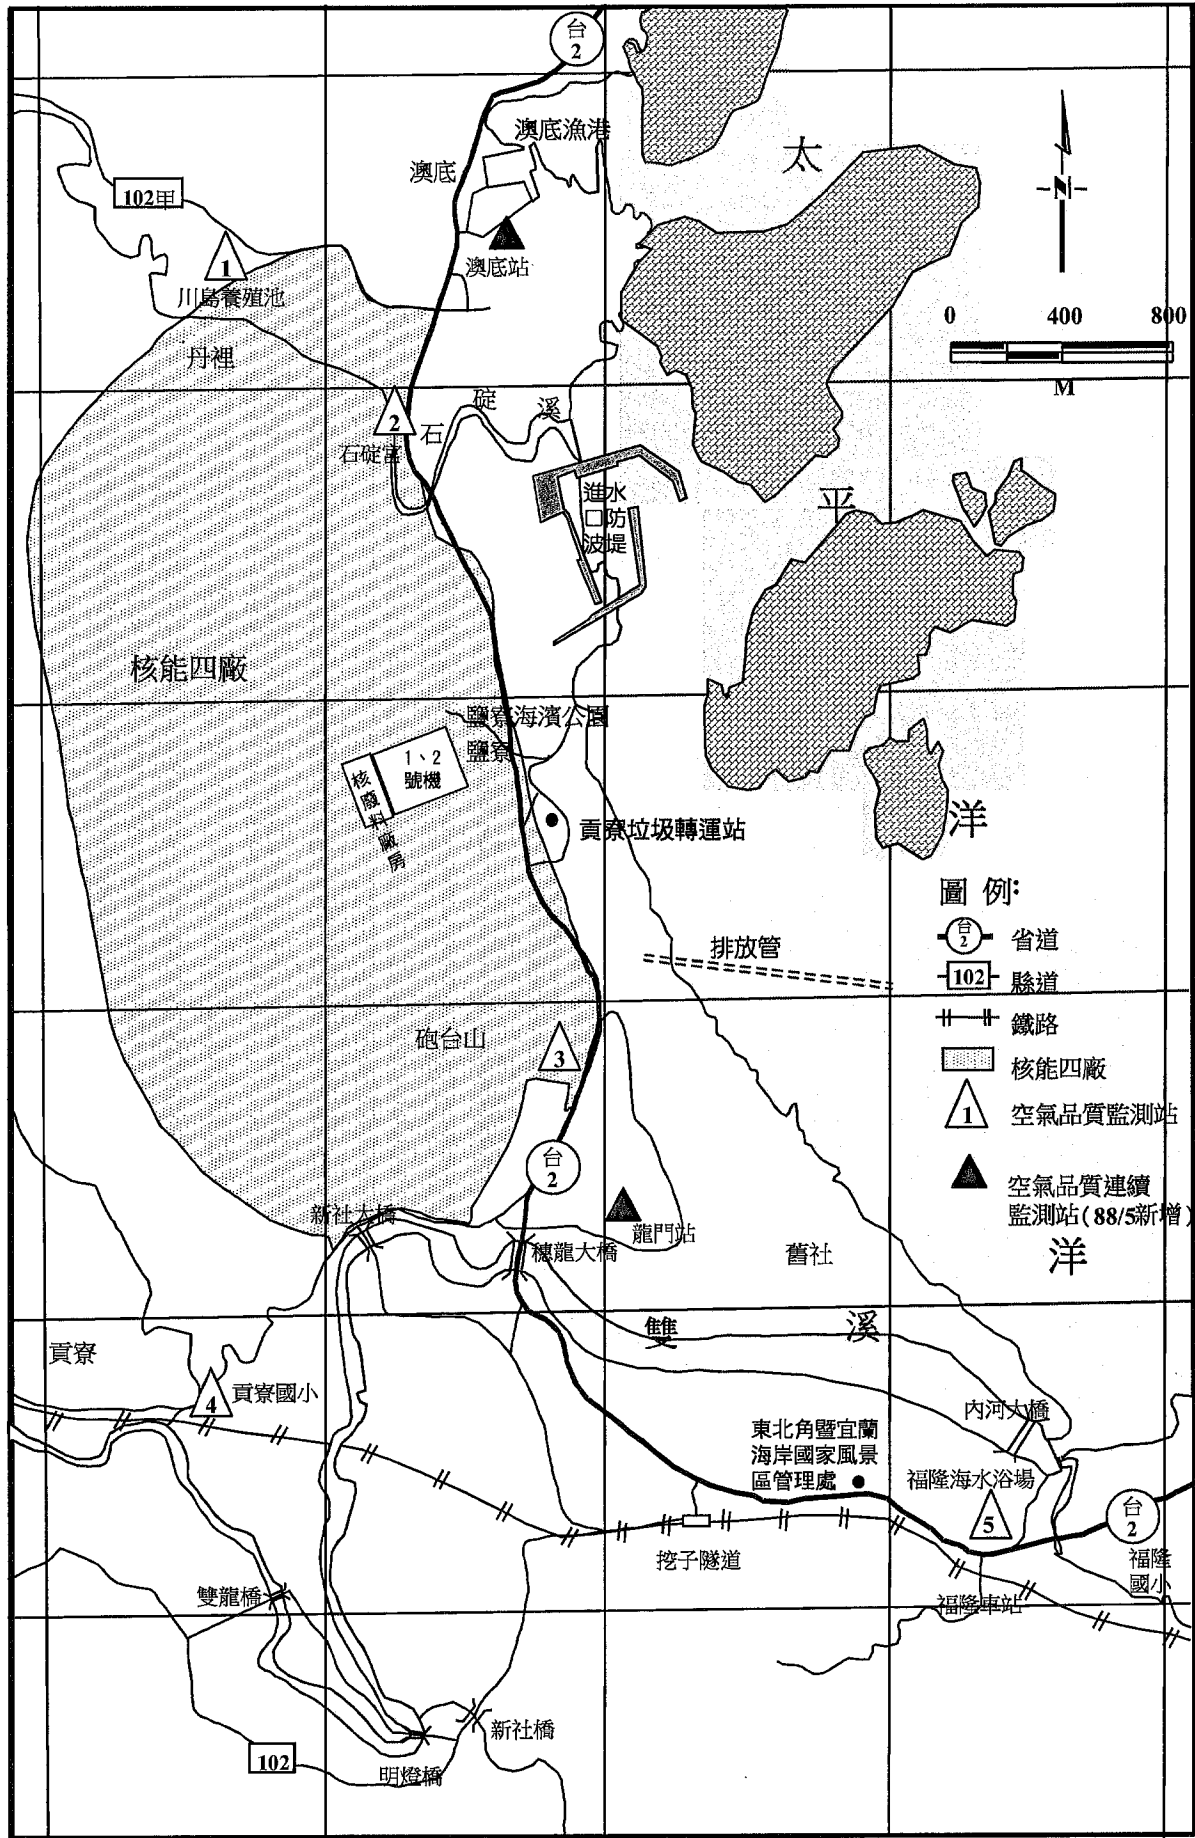 台
2
澳底漁港
太
澳底
102甲
1
澳底站
川島養殖池
N
0 400 800
M
丹裡
2
石碇溪
石碇宮
進水
口防
波堤
平
核能四廠
鹽寮海濱公園
鹽寮
1、2
號機
核廢料廠房
貢寮垃圾轉運站
洋
圖 例:
台
2
省道
102
縣道
鐵路
核能四廠
1
空氣品質監測站
空氣品質連續
監測站(88/5新增)
排放管
砲台山
3
台
2
新社大橋
龍門站
穗龍大橋
舊社
洋
雙 溪
貢寮
4
貢寮國小
內河大橋
東北角暨宜蘭
海岸國家風景
區管理處
福隆海水浴場
5
台
2
挖子隧道
福隆
國小
雙龍橋
福隆車站
新社橋
102
明燈橋